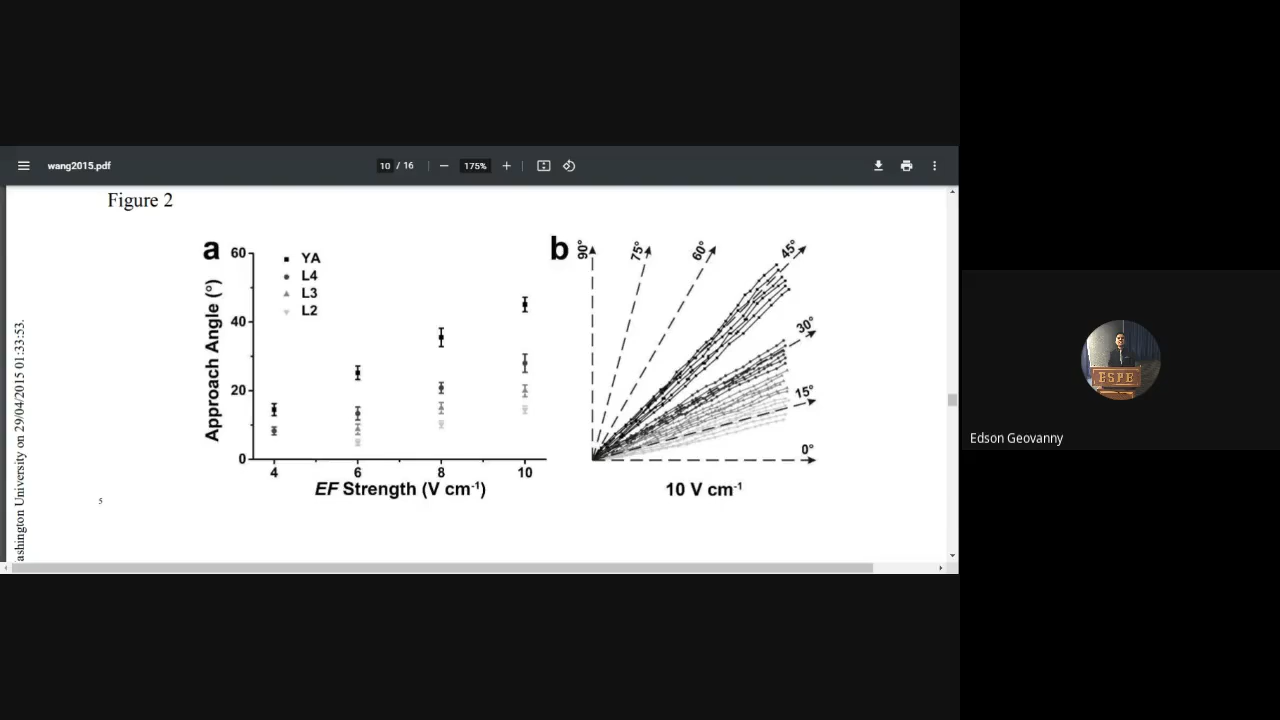 wang2015.pdf
10 / 16
175%
Figure 2
a
60
40
20
0
Approach Angle (°)
YA
L4
L3
L2
4 6 8 10
EF Strength (V cm-1)
b
90°
75°
60°
45°
30°
15°
0°
10 V cm-1
5
ashington University on 29/04/2015 01:33:53.
ESPE
Edson Geovanny